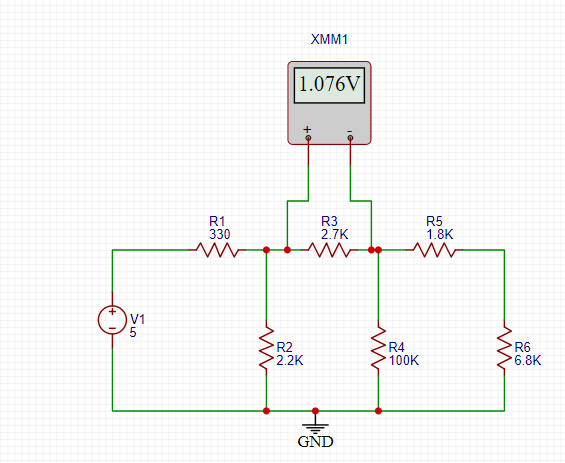 XMM1
1.076V
+ -
R1
330
R3
2.7K
R5
1.8K
+
-
V1
5
R2
2.2K
R4
100K
R6
6.8K
GND